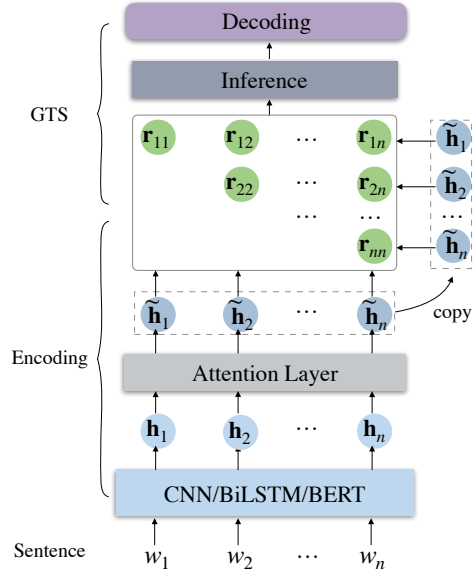 Decoding
Inference
GTS
r₁₁ r₁₂ ... r₁ₙ h̃₁
r₂₂ ... r₂ₙ h̃₂
... ... ...
rₙₙ h̃ₙ
h̃₁ h̃₂ ... h̃ₙ copy
Encoding
Attention Layer
h₁ h₂ ... hₙ
CNN/BiLSTM/BERT
Sentence w₁ w₂ ... wₙ